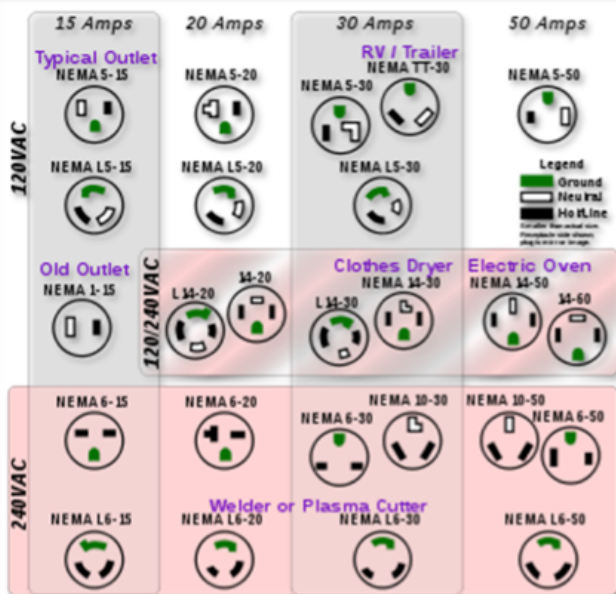 15 Amps 20 Amps 30 Amps 50 Amps
120VAC
Typical Outlet
RV / Trailer
NEMA 5-15
NEMA 5-20
NEMA 5-30
NEMA TT-30
NEMA 5-50
NEMA L5-15
NEMA L5-20
NEMA L5-30
Legend
Ground
Neutral
Hot/Line
120/240VAC
Old Outlet
Clothes Dryer
Electric Oven
NEMA 1-15
L14-20
14-20
L14-30
NEMA 14-30
NEMA 14-50
14-60
240VAC
NEMA 6-15
NEMA 6-20
NEMA 6-30
NEMA 10-30
NEMA 10-50
NEMA 6-50
Welder or Plasma Cutter
NEMA L6-15
NEMA L6-20
NEMA L6-30
NEMA L6-50